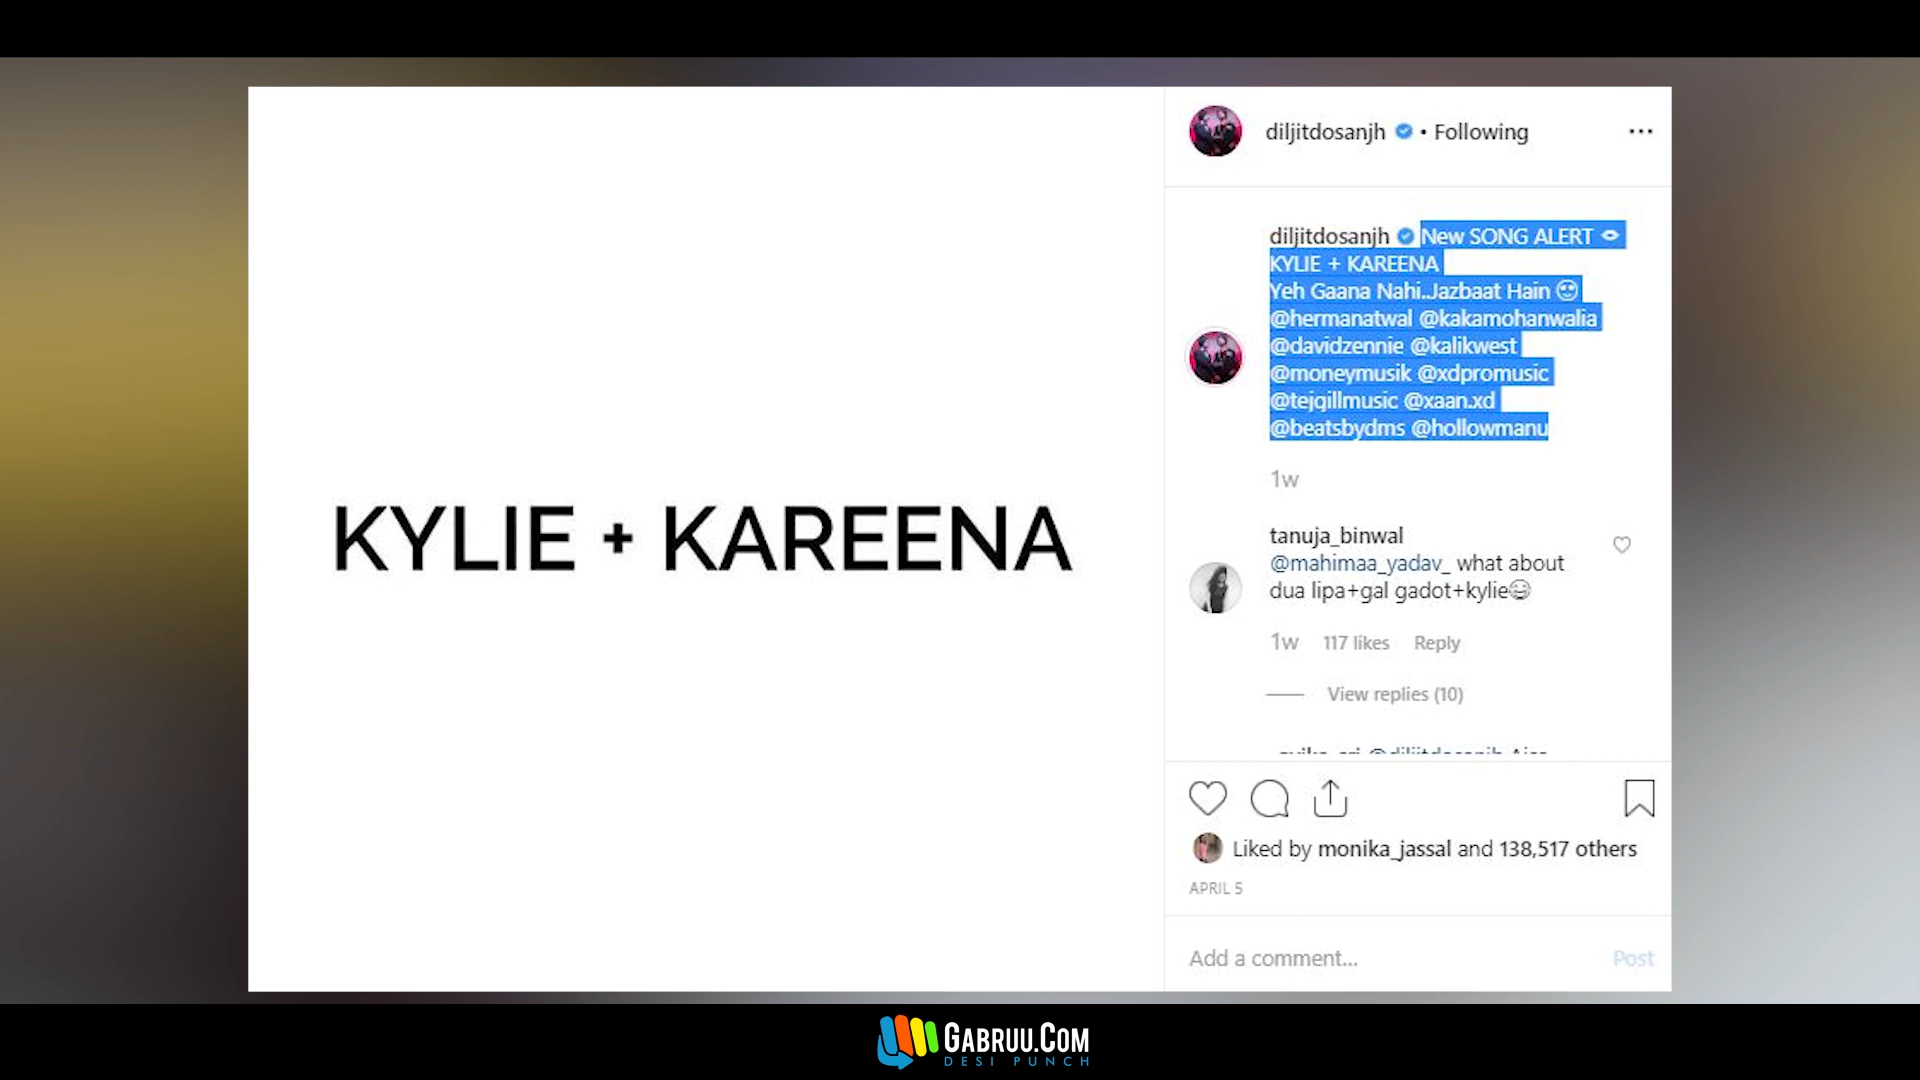 KYLIE + KAREENA
diljitdosanjh • Following
diljitdosanjh New SONG ALERT
KYLIE + KAREENA
Yeh Gaana Nahi..Jazbaat Hain 😍
@hermanatwal @kakamohanwalia
@davidzennie @kalikwest
@moneymusik @xdpromusic
@tejgillmusic @xaan.xd
@beatsbydms @hollowmanu
1w
tanuja_binwal
@mahimaa_yadav_ what about
dua lipa+gal gadot+kylie😂
1w 117 likes Reply
View replies (10)
Liked by monika_jassal and 138,517 others
APRIL 5
Add a comment... Post
GABRUU.COM
DESI PUNCH